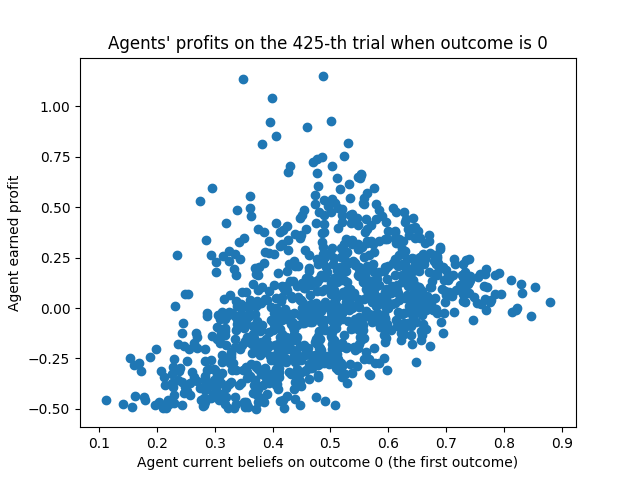 Agents' profits on the 425-th trial when outcome is 0
Agent earned profit
1.00
0.75
0.50
0.25
0.00
−0.25
−0.50
0.1 0.2 0.3 0.4 0.5 0.6 0.7 0.8 0.9
Agent current beliefs on outcome 0 (the first outcome)